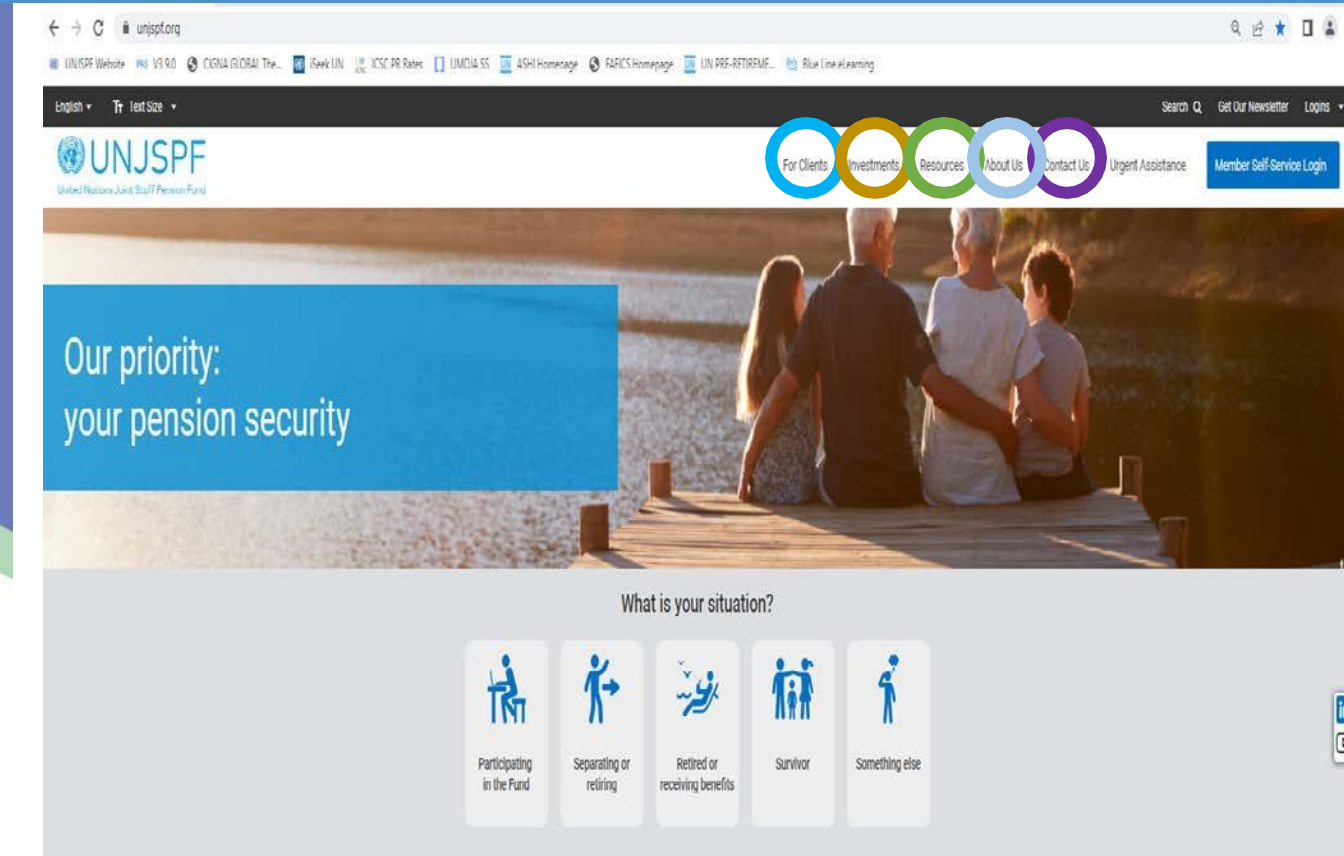 unjspf.org
UNJSPF Website V3 9.0 CIGNA GLOBAL The... iSeek UN ICSC PR Rates UMOJA SS ASHI Homepage FAFICS Homepage UN PRE-RETIREME... Blue Line eLearning
English Text Size Search Get Our Newsletter Logins
UNJSPF
United Nations Joint Staff Pension Fund
For Clients Investments Resources About Us Contact Us Urgent Assistance Member Self-Service Login
Our priority:
your pension security
What is your situation?
Participating
in the Fund
Separating or
retiring
Retired or
receiving benefits
Survivor
Something else